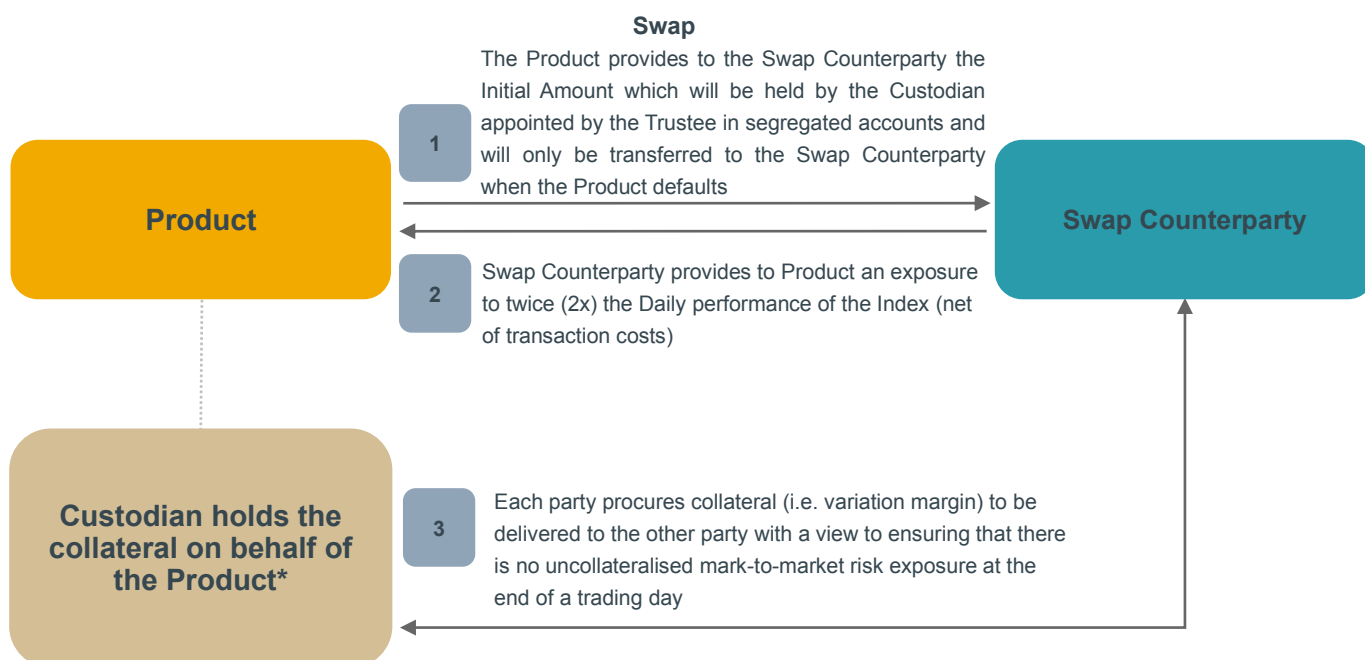 Swap
The Product provides to the Swap Counterparty the
Initial Amount which will be held by the Custodian
appointed by the Trustee in segregated accounts and
will only be transferred to the Swap Counterparty
when the Product defaults
1
Product
Swap Counterparty
2
Swap Counterparty provides to Product an exposure
to twice (2x) the Daily performance of the Index (net
of transaction costs)
Custodian holds the
collateral on behalf of
the Product*
3
Each party procures collateral (i.e. variation margin) to be
delivered to the other party with a view to ensuring that there
is no uncollateralised mark-to-market risk exposure at the
end of a trading day